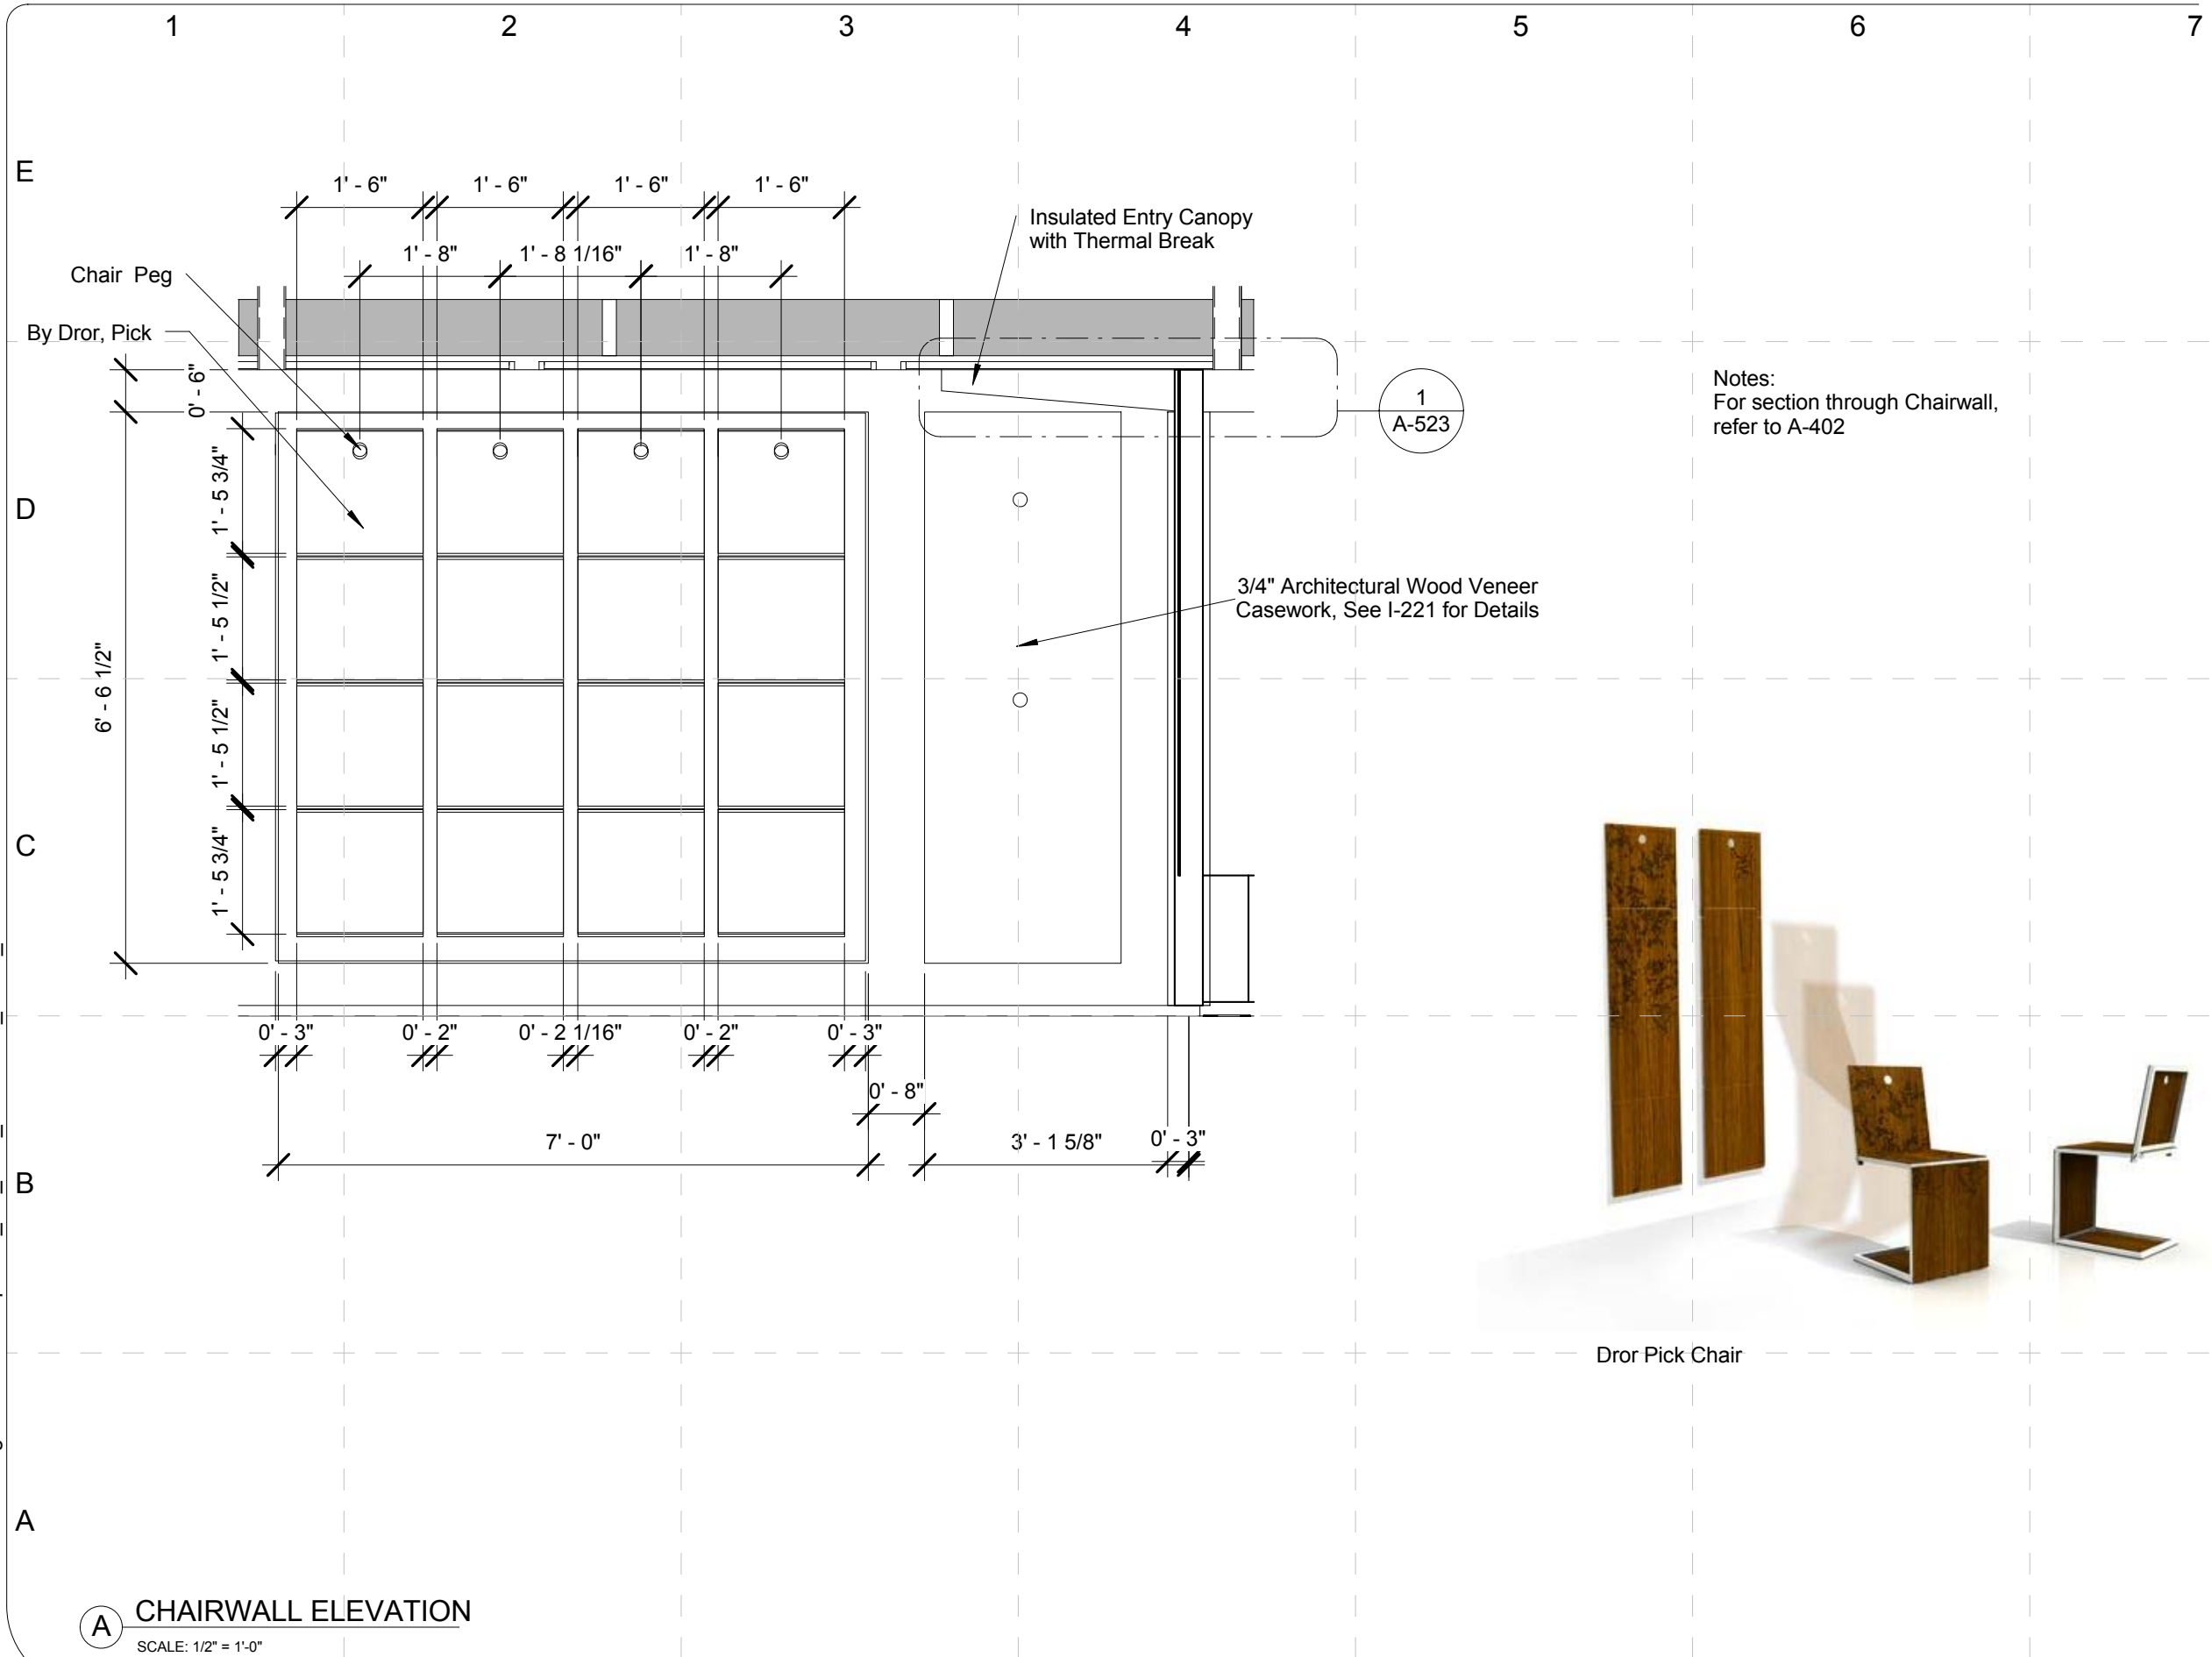 1
2
3
4
5
6
7
E
D
C
B
A
1' - 6"
1' - 6"
1' - 6"
1' - 6"
1' - 8"
1' - 8 1/16"
1' - 8"
Chair Peg
By Dror, Pick
Insulated Entry Canopy
with Thermal Break
1
A-523
Notes:
For section through Chairwall,
refer to A-402
0' - 6"
1' - 5 3/4"
1' - 5 1/2"
1' - 5 1/2"
1' - 5 3/4"
6' - 6 1/2"
3/4" Architectural Wood Veneer
Casework, See I-221 for Details
0' - 3"
0' - 2"
0' - 2 1/16"
0' - 2"
0' - 3"
0' - 8"
7' - 0"
3' - 1 5/8"
0' - 3"
Dror Pick Chair
A
CHAIRWALL ELEVATION
SCALE: 1/2" = 1'-0"